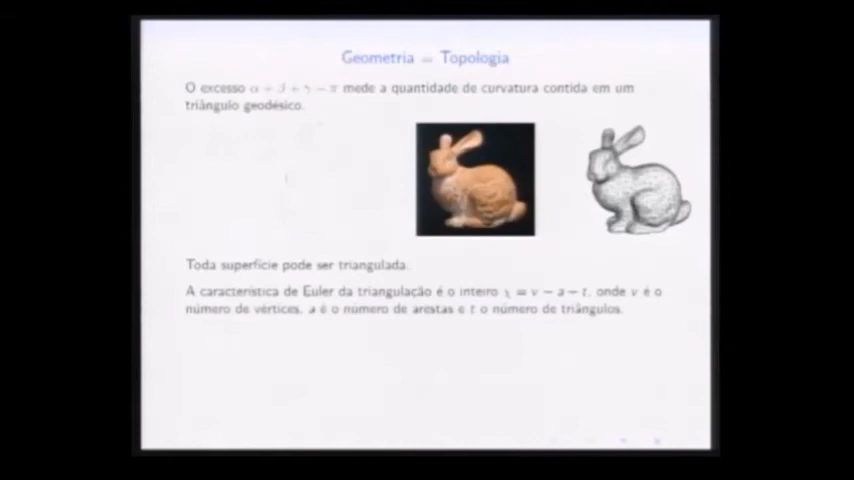 Geometria = Topologia
O excesso α + β + γ − π mede a quantidade de curvatura contida em um
triângulo geodésico.
Toda superfície pode ser triangulada.
A característica de Euler da triangulação é o inteiro χ = v − a + t, onde v é o
número de vértices, a é o número de arestas e t o número de triângulos.